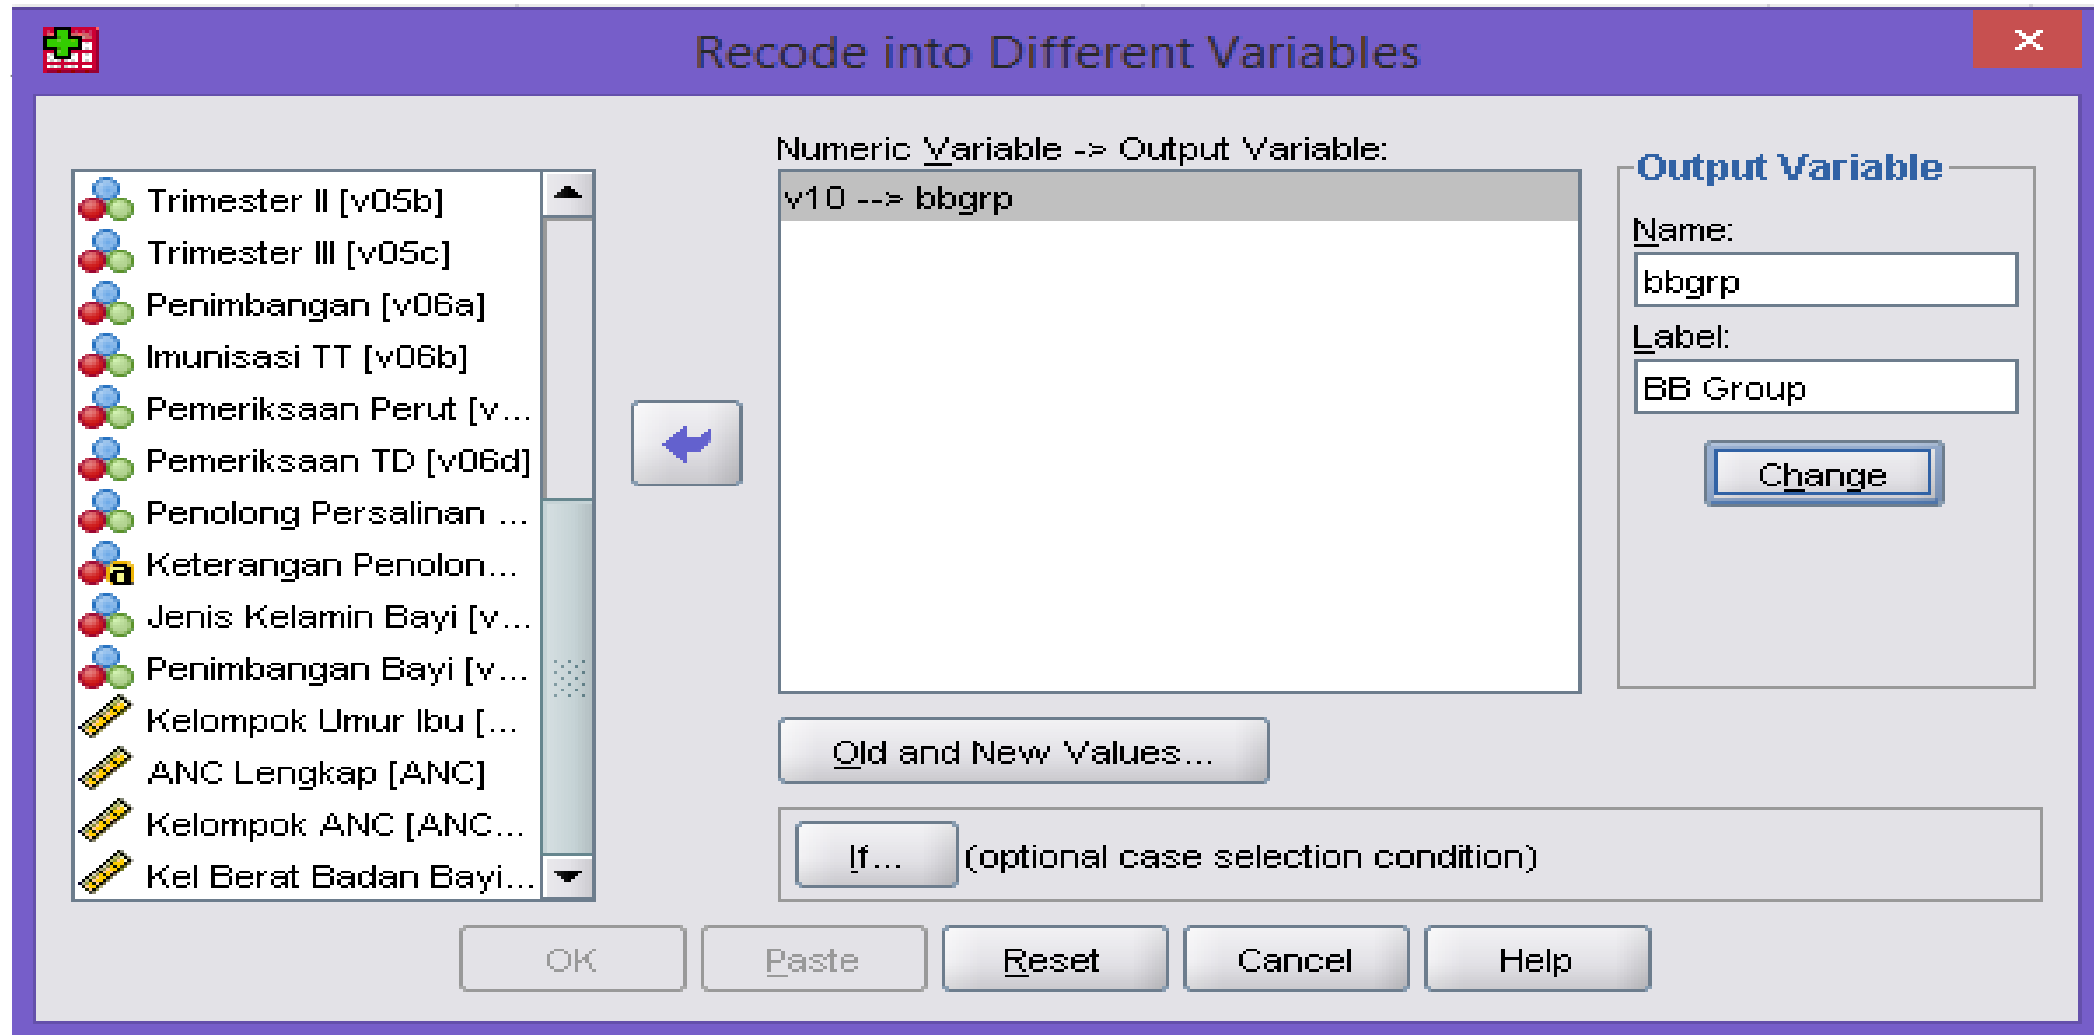 Recode into Different Variables
Trimester II [v05b]
Trimester III [v05c]
Penimbangan [v06a]
Imunisasi TT [v06b]
Pemeriksaan Perut [v...
Pemeriksaan TD [v06d]
Penolong Persalinan ...
a Keterangan Penolon...
Jenis Kelamin Bayi [v...
Penimbangan Bayi [v...
Kelompok Umur Ibu [...
ANC Lengkap [ANC]
Kelompok ANC [ANC...
Kel Berat Badan Bayi...
Numeric Variable -> Output Variable:
v10 --> bbgrp
Output Variable
Name:
bbgrp
Label:
BB Group
Change
Old and New Values...
If... (optional case selection condition)
OK Paste Reset Cancel Help